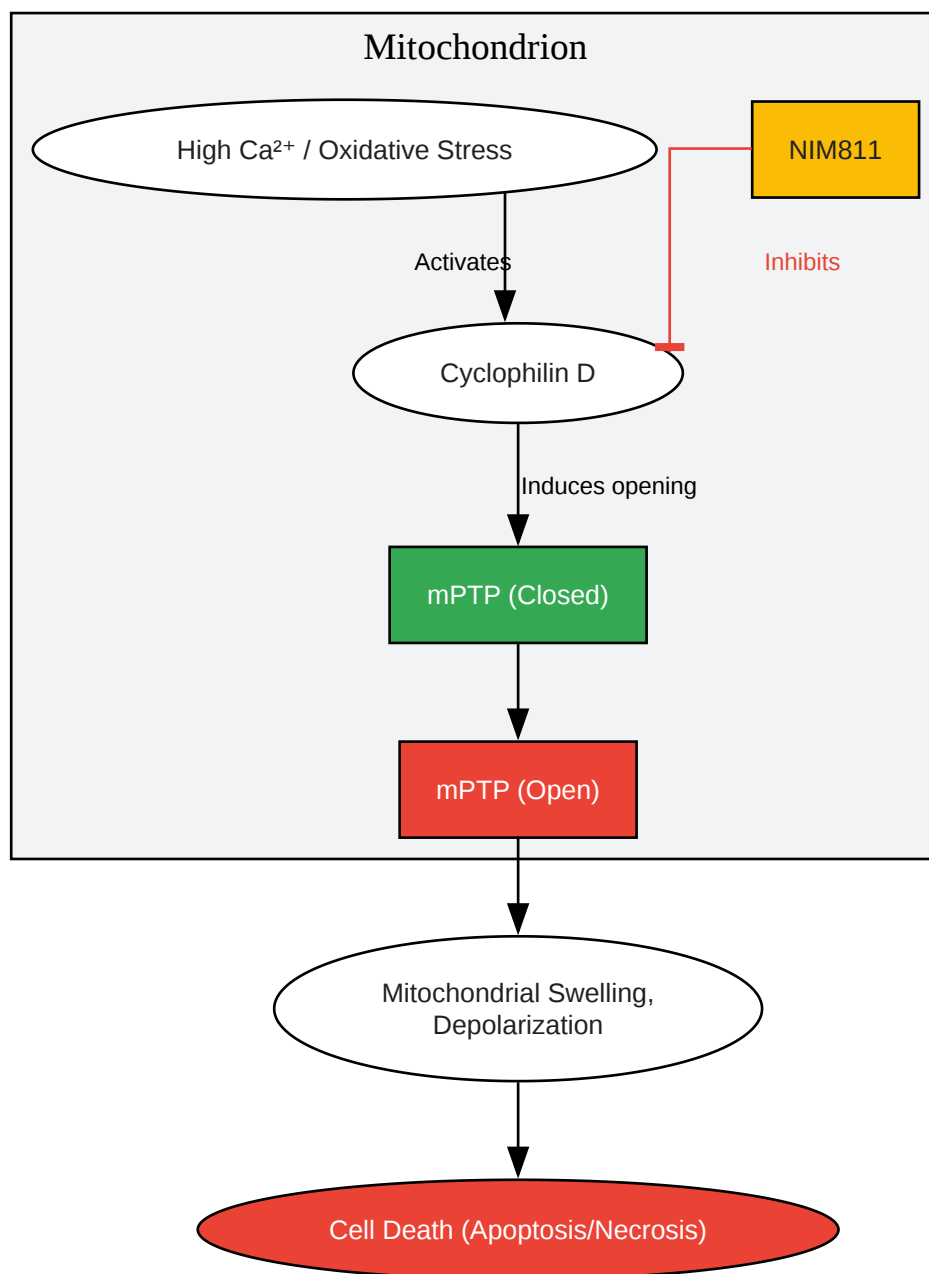 Mitochondrion
High Ca²⁺ / Oxidative Stress
NIM811
Activates
Inhibits
Cyclophilin D
Induces opening
mPTP (Closed)
mPTP (Open)
Mitochondrial Swelling,
Depolarization
Cell Death (Apoptosis/Necrosis)